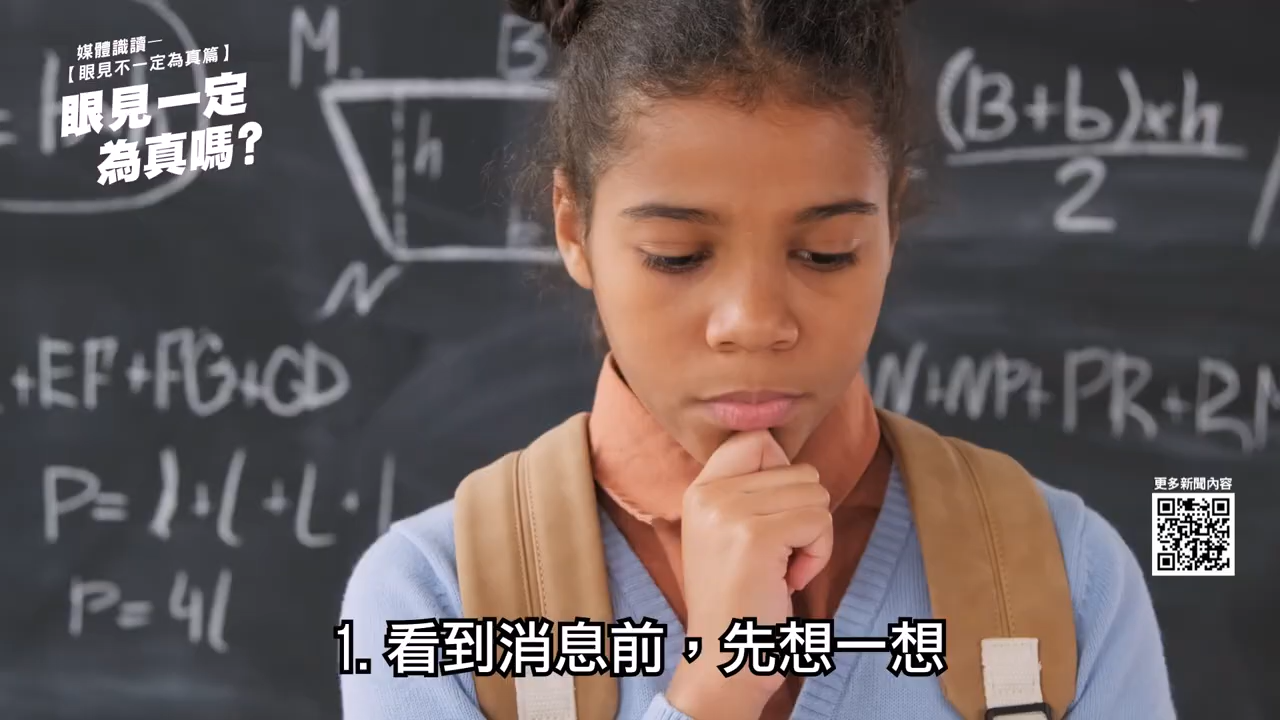 媒體識讀—
【眼見不一定為真篇】
眼見一定
為真嗎?
M
B
h
N
(B+b)xh
2
+EF+FG+QD
N+NP+PR+RM
P=l+l+L+l
P=4l
更多新聞內容
1. 看到消息前，先想一想